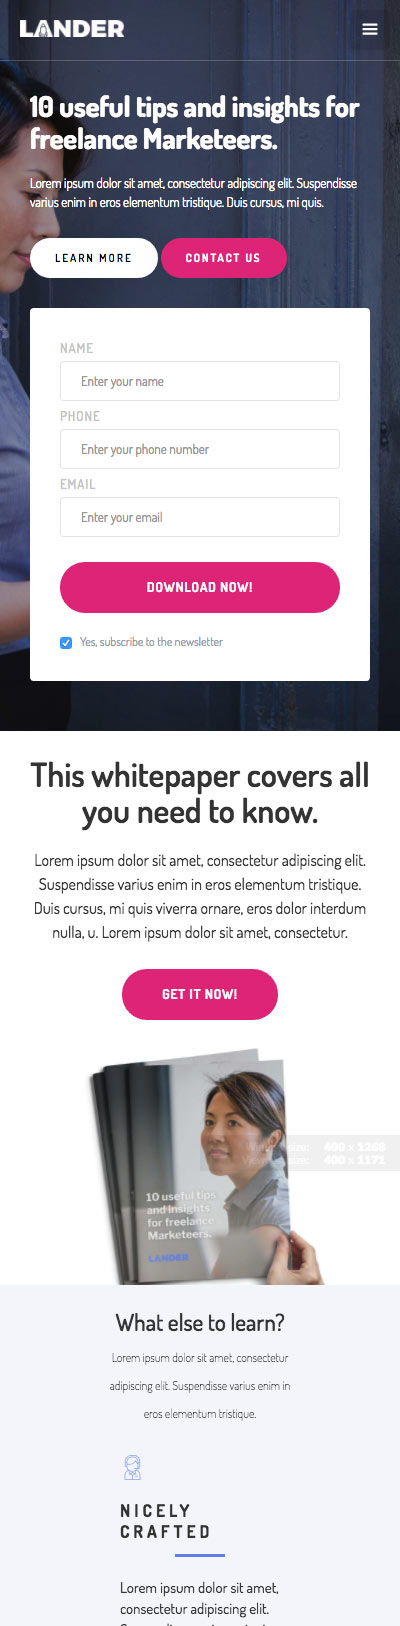 LANDER
10 useful tips and insights for
freelance Marketeers.
Lorem ipsum dolor sit amet, consectetur adipiscing elit. Suspendisse
varius enim in eros elementum tristique. Duis cursus, mi quis.
LEARN MORE
CONTACT US
NAME
Enter your name
PHONE
Enter your phone number
EMAIL
Enter your email
DOWNLOAD NOW!
Yes, subscribe to the newsletter
This whitepaper covers all
you need to know.
Lorem ipsum dolor sit amet, consectetur adipiscing elit.
Suspendisse varius enim in eros elementum tristique.
Duis cursus, mi quis viverra ornare, eros dolor interdum
nulla, u. Lorem ipsum dolor sit amet, consectetur.
GET IT NOW!
size: 400 x 1268
size: 400 x 1171
10 useful tips
and insights
for freelance
Marketeers.
LANDER
What else to learn?
Lorem ipsum dolor sit amet, consectetur
adipiscing elit. Suspendisse varius enim in
eros elementum tristique.
NICELY
CRAFTED
Lorem ipsum dolor sit amet,
consectetur adipiscing elit.